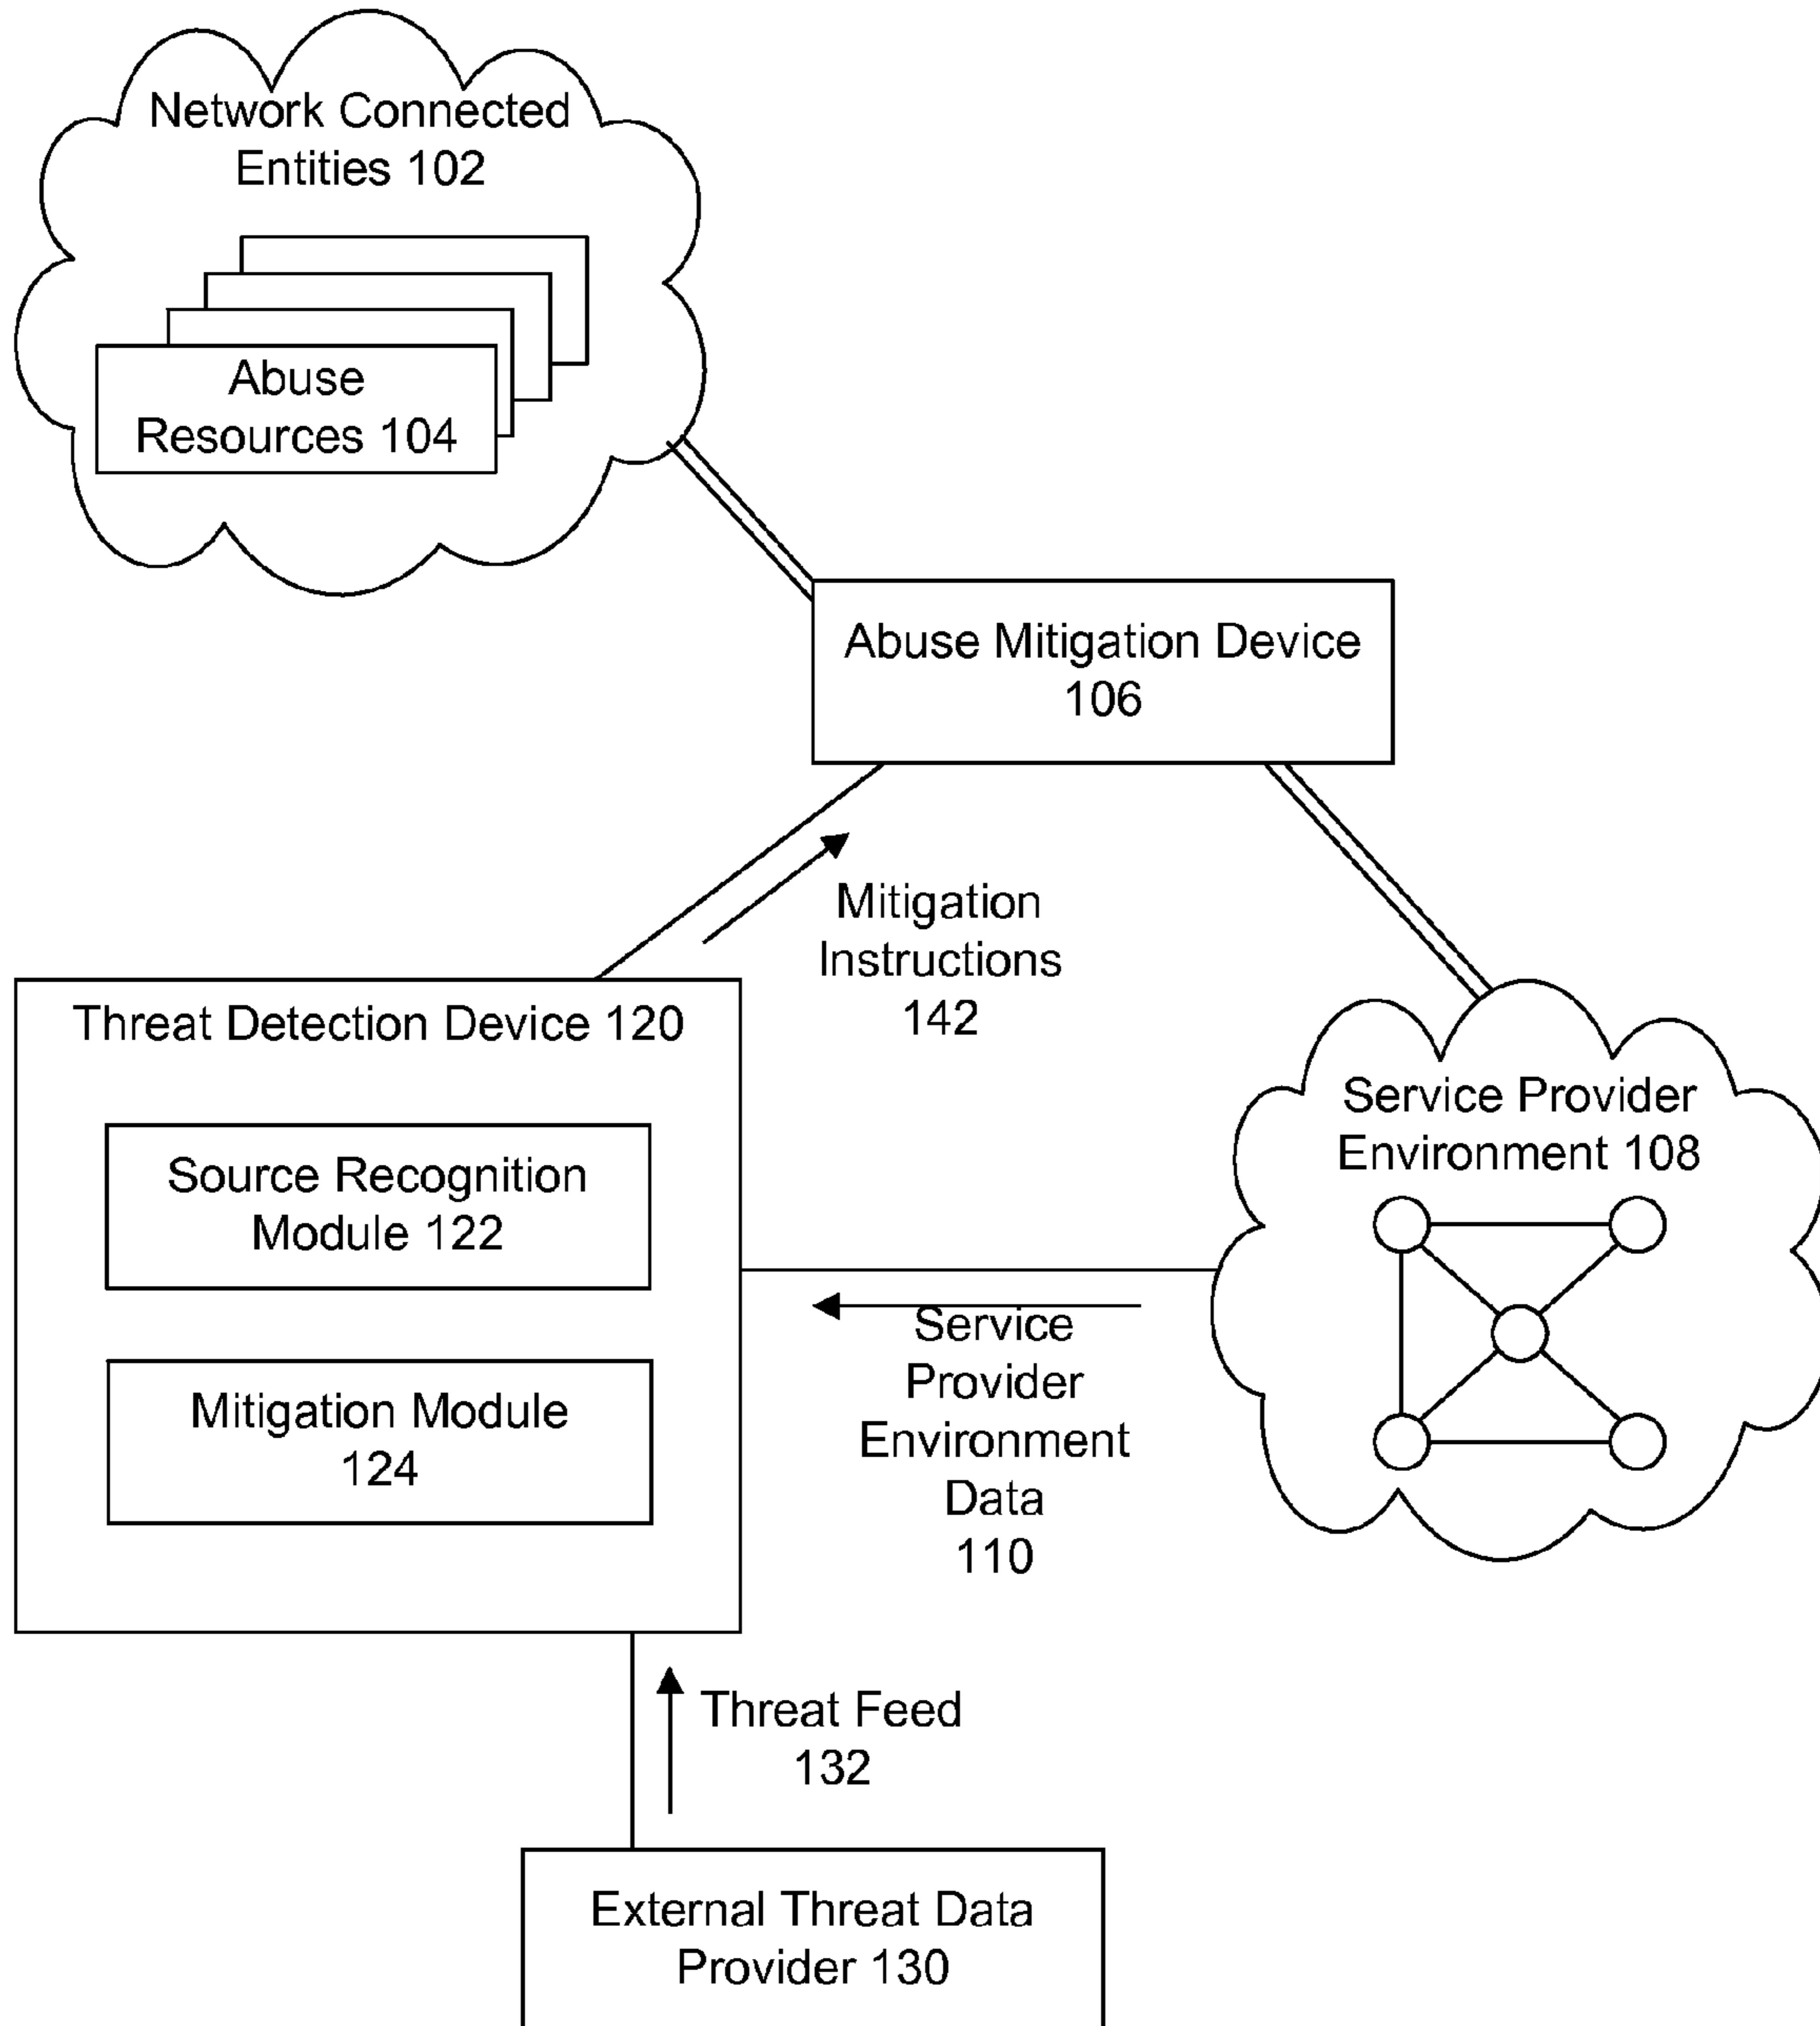 Network Connected
Entities 102
Abuse
Resources 104
Abuse Mitigation Device
106
Mitigation
Instructions
142
Threat Detection Device 120
Source Recognition
Module 122
Mitigation Module
124
Service Provider
Environment 108
Service
Provider
Environment
Data
110
Threat Feed
132
External Threat Data
Provider 130